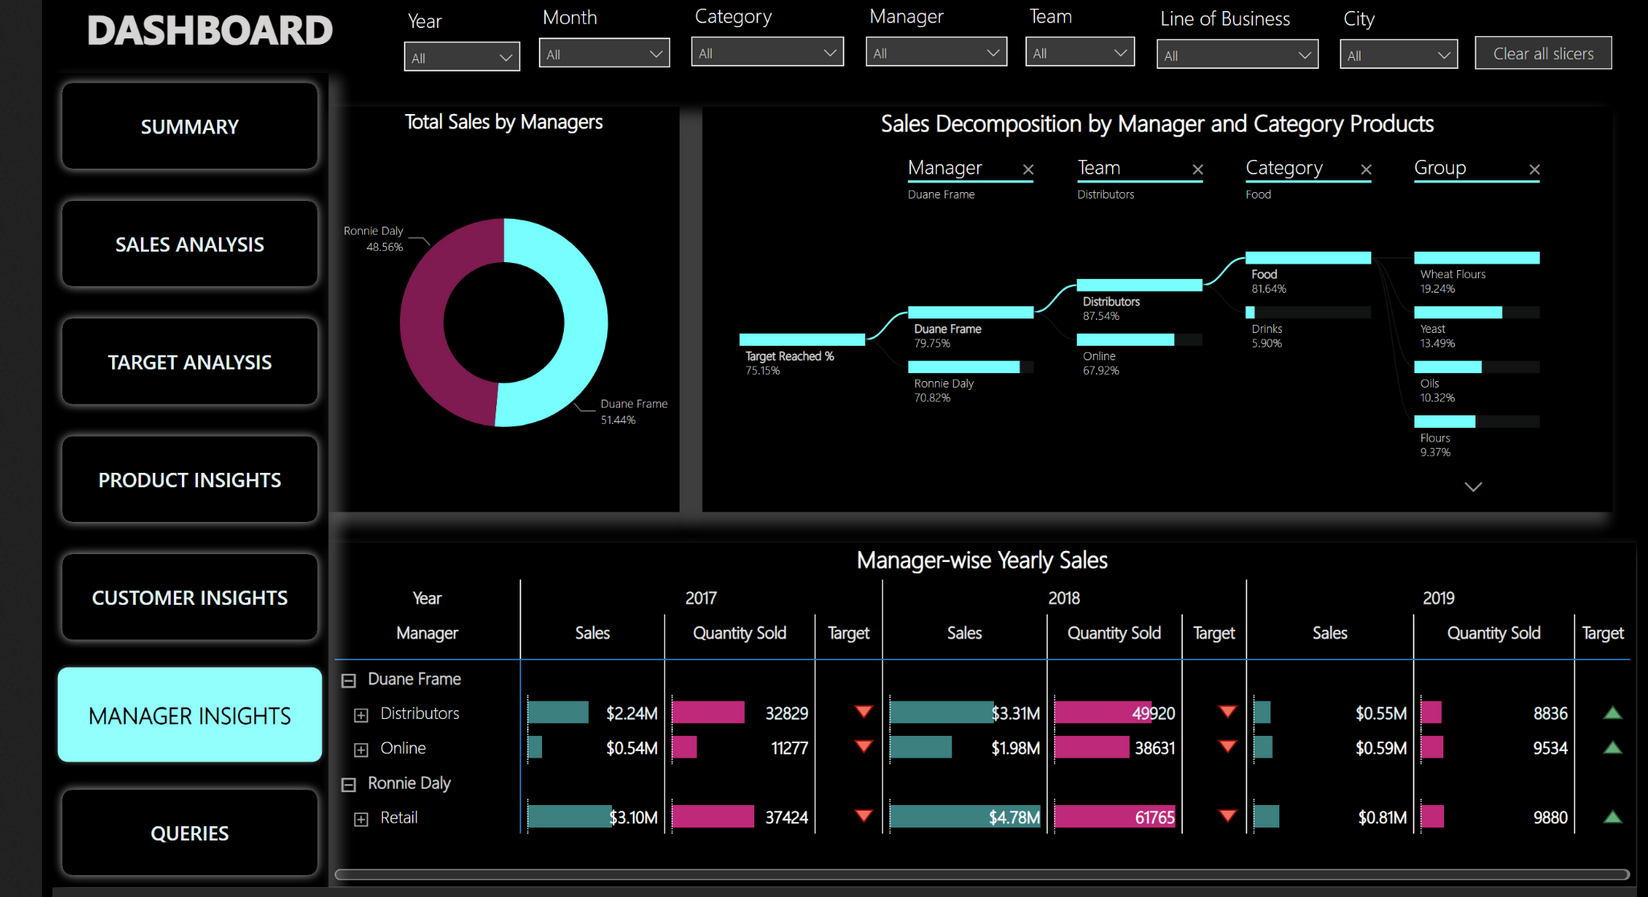 DASHBOARD
Year
Month
Category
Manager
Team
Line of Business
City
All
All
All
All
All
All
All
Clear all slicers
SUMMARY
SALES ANALYSIS
TARGET ANALYSIS
PRODUCT INSIGHTS
CUSTOMER INSIGHTS
MANAGER INSIGHTS
QUERIES
Total Sales by Managers
Ronnie Daly
48.56%
Duane Frame
51.44%
Sales Decomposition by Manager and Category Products
Manager
Duane Frame
Team
Distributors
Category
Food
Group
Target Reached %
75.15%
Duane Frame
79.75%
Ronnie Daly
70.82%
Distributors
87.54%
Online
67.92%
Food
81.64%
Drinks
5.90%
Wheat Flours
19.24%
Yeast
13.49%
Oils
10.32%
Flours
9.37%
Manager-wise Yearly Sales
Year 2017 2018 2019
Manager Sales Quantity Sold Target Sales Quantity Sold Target Sales Quantity Sold Target
Duane Frame
Distributors $2.24M 32829 $3.31M 49920 $0.55M 8836
Online $0.54M 11277 $1.98M 38631 $0.59M 9534
Ronnie Daly
Retail $3.10M 37424 $4.78M 61765 $0.81M 9880